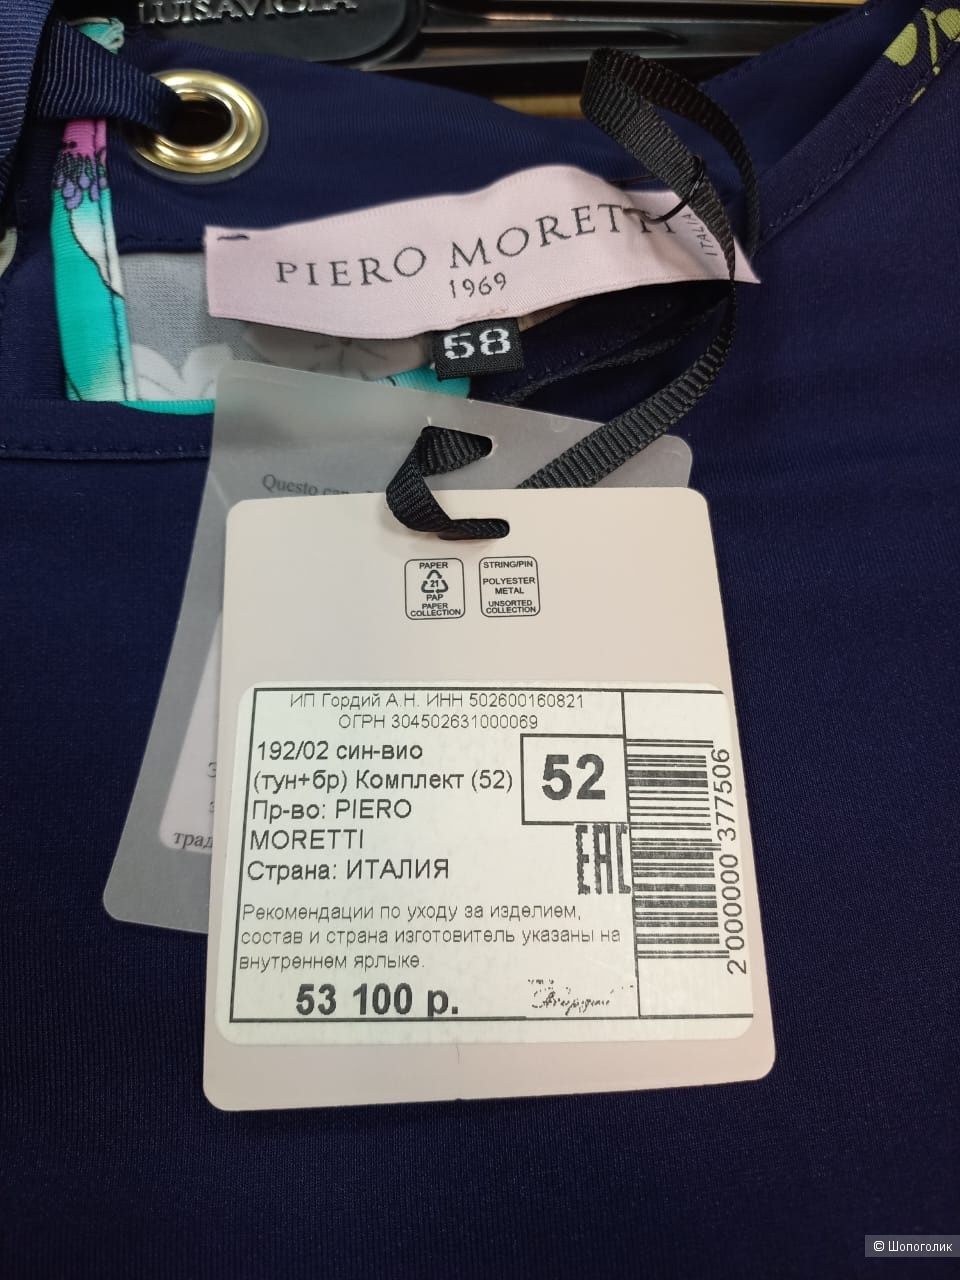 LUISAVIOLA
PIERO MORETTI
ITALIA
1969
58
Questo
PAPER
21
PAP
PAPER
COLLECTION
STRING/PIN
POLYESTER
METAL
UNSORTED
COLLECTION
ИП Гордий А.Н. ИНН 502600160821
ОГРН 304502631000069
192/02 син-вио
(тун+бр) Комплект (52)
Пр-во: PIERO
MORETTI
Страна: ИТАЛИЯ
52
EAC
Рекомендации по уходу за изделием,
состав и страна изготовитель указаны на
внутреннем ярлыке.
53 100 р.
2 000000 377506
© Шопоголик